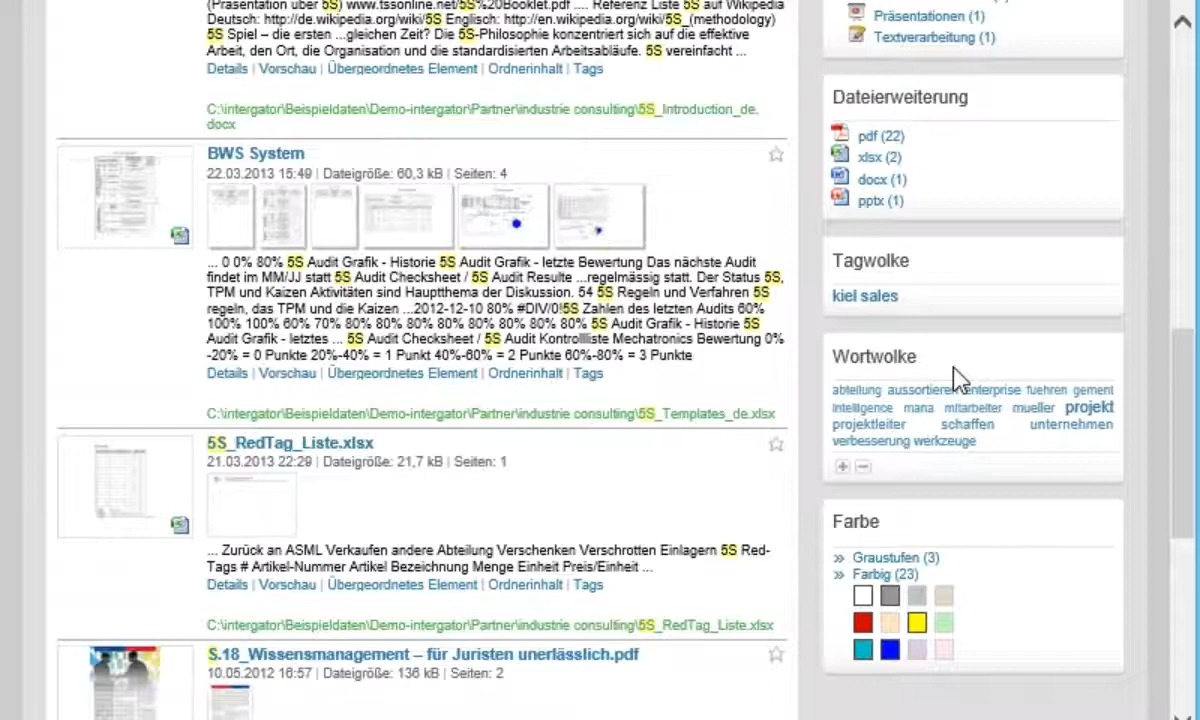 (Präsentation über 5S) www.tssonline.net/5S%20Booklet.pdf .... Referenz Liste 5S auf Wikipedia
Deutsch: http://de.wikipedia.org/wiki/5S Englisch: http://en.wikipedia.org/wiki/5S_(methodology)
5S Spiel – die ersten ...gleichen Zeit? Die 5S-Philosophie konzentriert sich auf die effektive
Arbeit, den Ort, die Organisation und die standardisierten Arbeitsabläufe. 5S vereinfacht ...
Details | Vorschau | Übergeordnetes Element | Ordnerinhalt | Tags
C:\intergator\Beispieldaten\Demo-intergator\Partner\industrie consulting\5S_Introduction_de.
docx
BWS System
22.03.2013 15:49 | Dateigröße: 60,3 kB | Seiten: 4
... 0 0% 80% 5S Audit Grafik - Historie 5S Audit Grafik - letzte Bewertung Das nächste Audit
findet im MM/JJ statt 5S Audit Checksheet / 5S Audit Resulte ...regelmässig statt. Der Status 5S,
TPM und Kaizen Aktivitäten sind Hauptthema der Diskussion. 54 5S Regeln und Verfahren 5S
regeln, das TPM und die Kaizen ...2012-12-10 80% #DIV/0!5S Zahlen des letzten Audits 60%
100% 100% 60% 70% 80% 80% 80% 80% 80% 80% 80% 80% 5S Audit Grafik - Historie 5S
Audit Grafik - letztes ... 5S Audit Checksheet / 5S Audit Kontrollliste Mechatronics Bewertung 0%
-20% = 0 Punkte 20%-40% = 1 Punkt 40%-60% = 2 Punkte 60%-80% = 3 Punkte
Details | Vorschau | Übergeordnetes Element | Ordnerinhalt | Tags
C:\intergator\Beispieldaten\Demo-intergator\Partner\industrie consulting\5S_Templates_de.xlsx
5S_RedTag_Liste.xlsx
21.03.2013 22:29 | Dateigröße: 21,7 kB | Seiten: 1
... Zurück an ASML Verkaufen andere Abteilung Verschenken Verschrotten Einlagern 5S Red-
Tags # Artikel-Nummer Artikel Bezeichnung Menge Einheit Preis/Einheit ...
Details | Vorschau | Übergeordnetes Element | Ordnerinhalt | Tags
C:\intergator\Beispieldaten\Demo-intergator\Partner\industrie consulting\5S_RedTag_Liste.xlsx
S.18_Wissensmanagement – für Juristen unerlässlich.pdf
10.05.2012 16:57 | Dateigröße: 136 kB | Seiten: 2
Präsentationen (1)
Textverarbeitung (1)
Dateierweiterung
pdf (22)
xlsx (2)
docx (1)
pptx (1)
Tagwolke
kiel sales
Wortwolke
abteilung aussortieren enterprise fuehren gement
intelligence mana mitarbeiter mueller projekt
projektleiter schaffen unternehmen
verbesserung werkzeuge
Farbe
» Graustufen (3)
» Farbig (23)